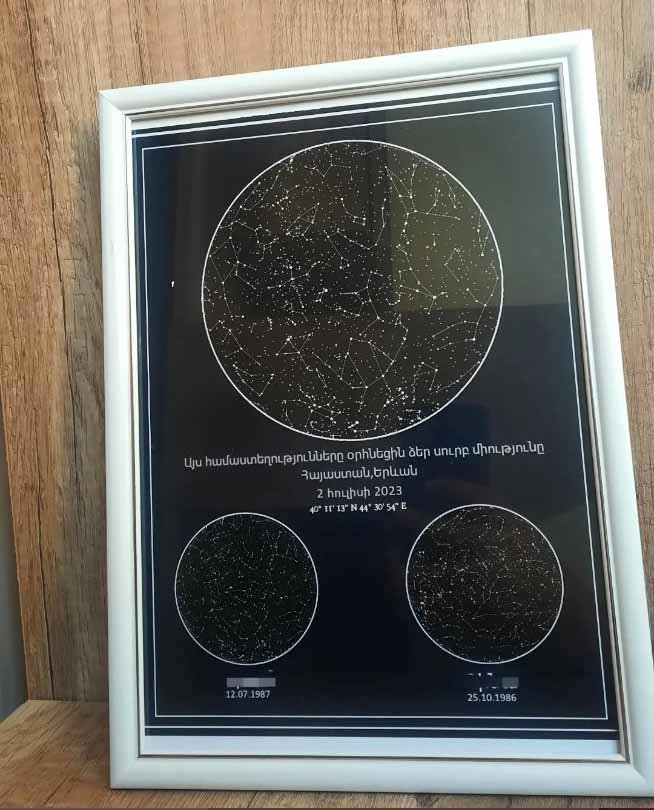 Այս համաստեղությունները օրհնեցին ձեր սուրբ միությունը
Հայաստան,Երևան
2 հուլիսի 2023
40° 11' 13" N 44° 30' 54" E
12.07.1987
25.10.1986